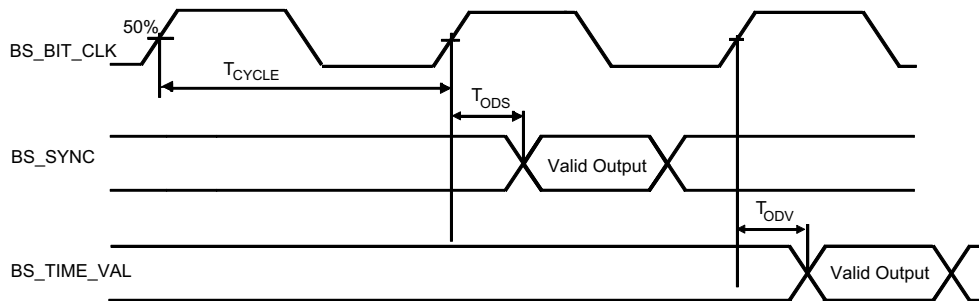 50%
BS_BIT_CLK
TCYCLE
TODS
BS_SYNC
Valid Output
TODV
BS_TIME_VAL
Valid Output